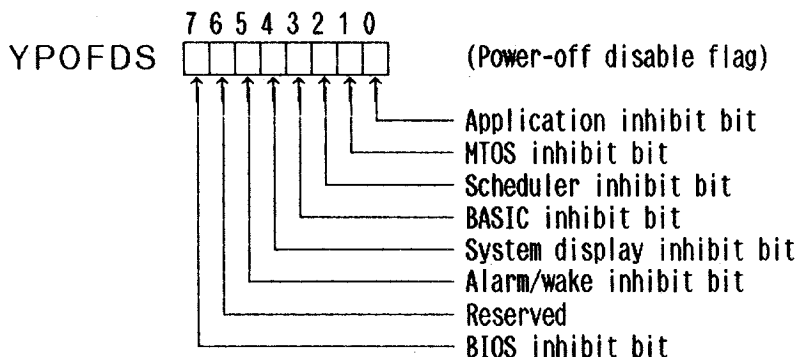 7 6 5 4 3 2 1 0
YPOFDS (Power-off disable flag)
Application inhibit bit
MTOS inhibit bit
Scheduler inhibit bit
BASIC inhibit bit
System display inhibit bit
Alarm/wake inhibit bit
Reserved
BIOS inhibit bit